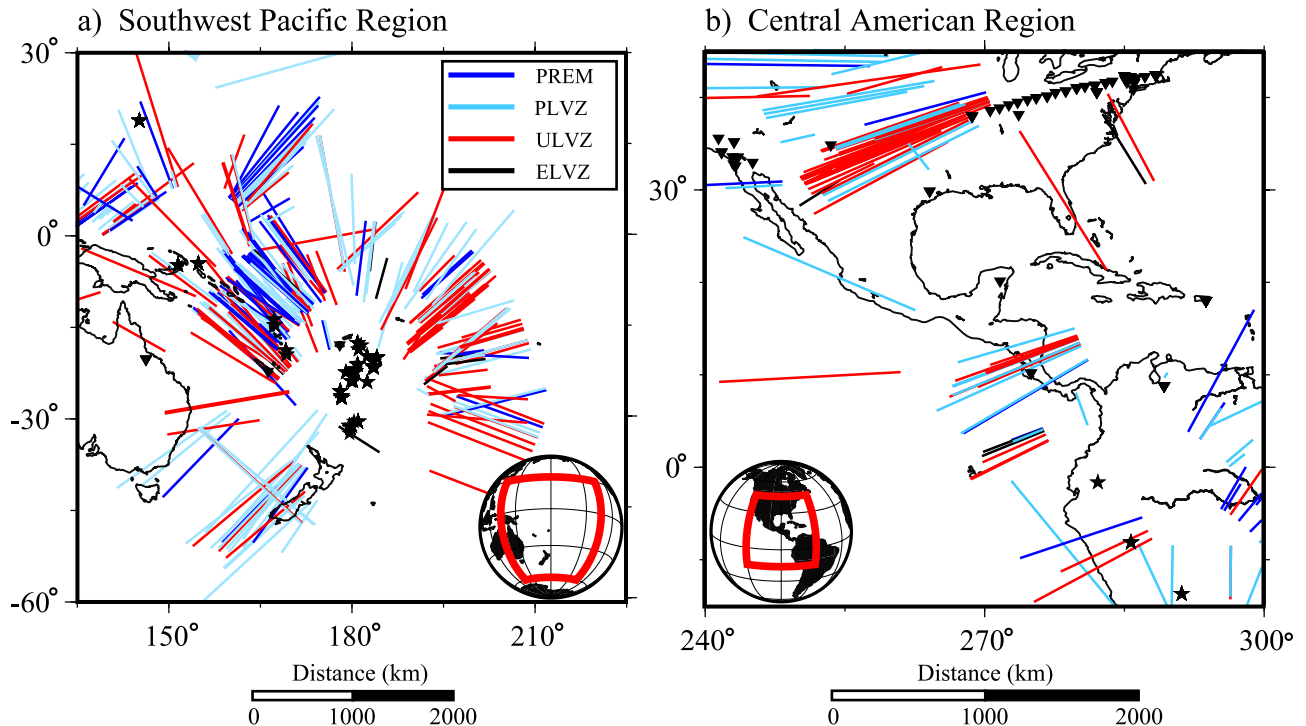 a) Southwest Pacific Region
b) Central American Region
30°
0°
-30°
-60°
PREM
PLVZ
ULVZ
ELVZ
150°
180°
210°
30°
0°
240°
270°
300°
Distance (km)
0
1000
2000
Distance (km)
0
1000
2000